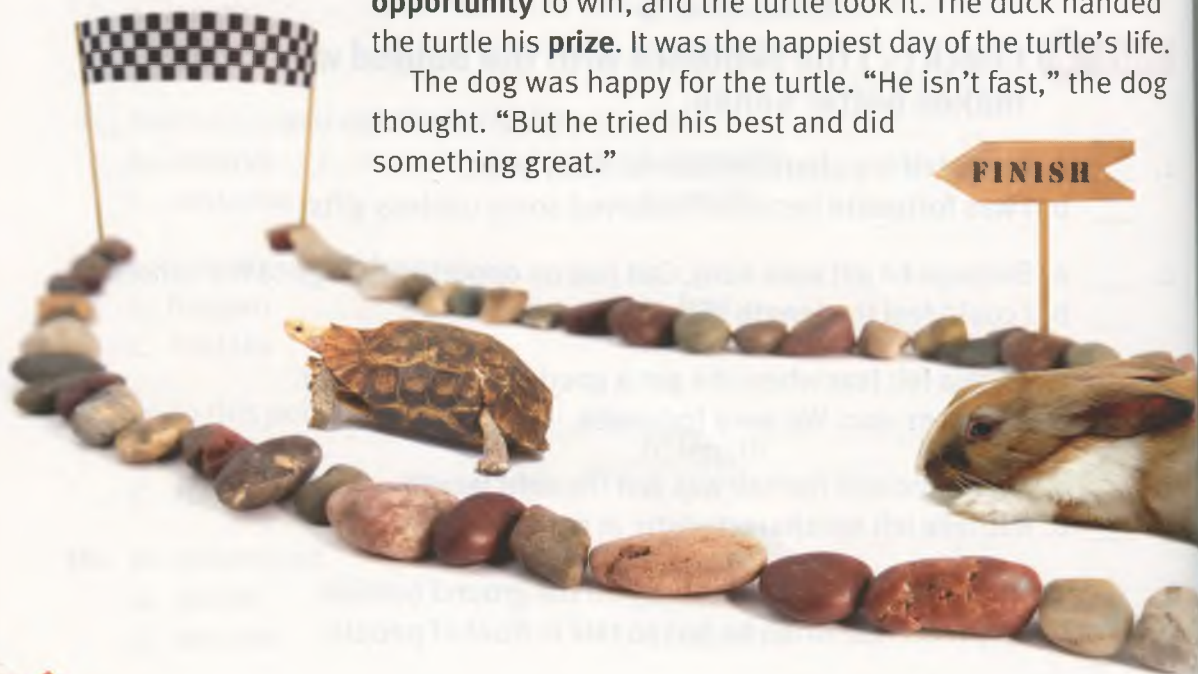 opportunity to win, and the turtle took it. The duck handed
the turtle his prize. It was the happiest day of the turtle's life.
The dog was happy for the turtle. “He isn't fast,” the dog
thought. “But he tried his best and did
something great.”
FINISH